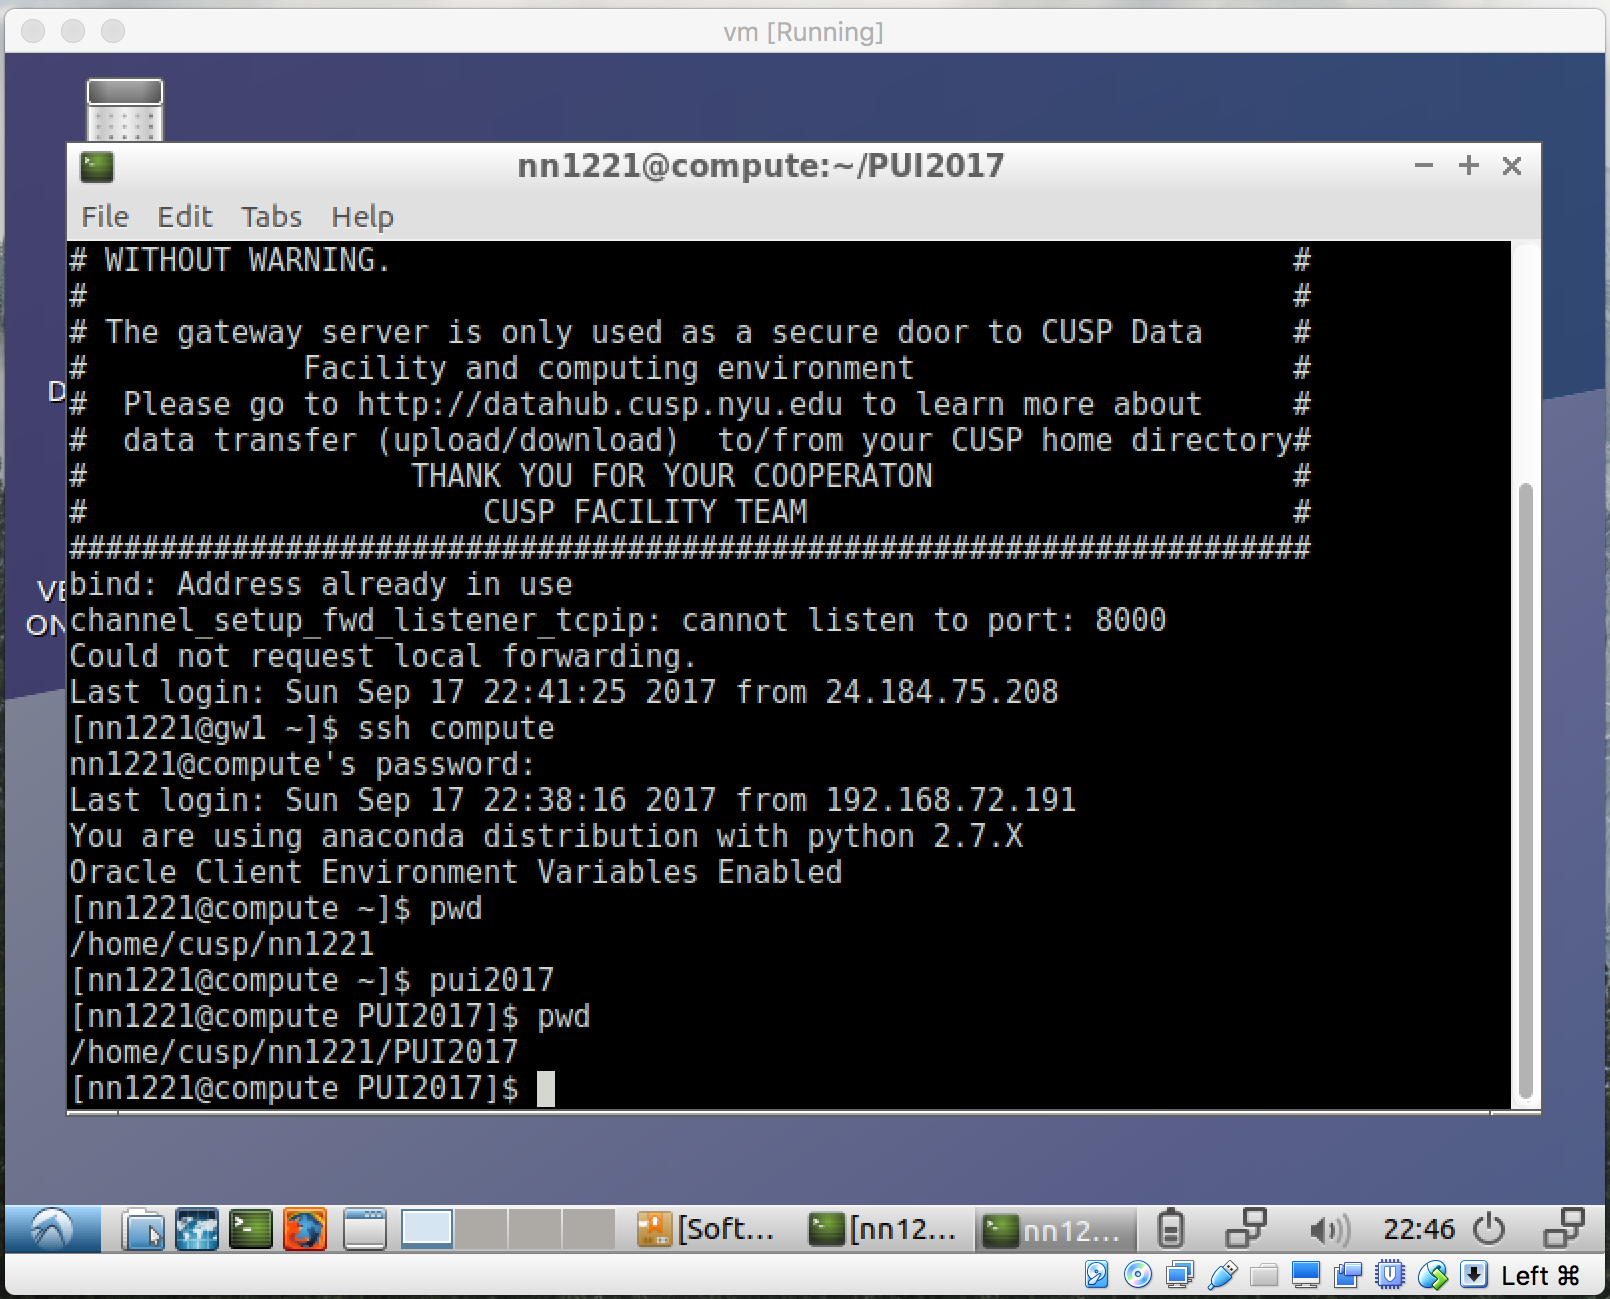 vm [Running]
nn1221@compute:~/PUI2017
File Edit Tabs Help
# WITHOUT WARNING. #
# #
# The gateway server is only used as a secure door to CUSP Data #
# Facility and computing environment #
# Please go to http://datahub.cusp.nyu.edu to learn more about #
# data transfer (upload/download) to/from your CUSP home directory#
# THANK YOU FOR YOUR COOPERATON #
# CUSP FACILITY TEAM #
#####################################################################
bind: Address already in use
channel_setup_fwd_listener_tcpip: cannot listen to port: 8000
Could not request local forwarding.
Last login: Sun Sep 17 22:41:25 2017 from 24.184.75.208
[nn1221@gw1 ~]$ ssh compute
nn1221@compute's password:
Last login: Sun Sep 17 22:38:16 2017 from 192.168.72.191
You are using anaconda distribution with python 2.7.X
Oracle Client Environment Variables Enabled
[nn1221@compute ~]$ pwd
/home/cusp/nn1221
[nn1221@compute ~]$ pui2017
[nn1221@compute PUI2017]$ pwd
/home/cusp/nn1221/PUI2017
[nn1221@compute PUI2017]$
[Soft... [nn12... nn12... 22:46
Left ⌘